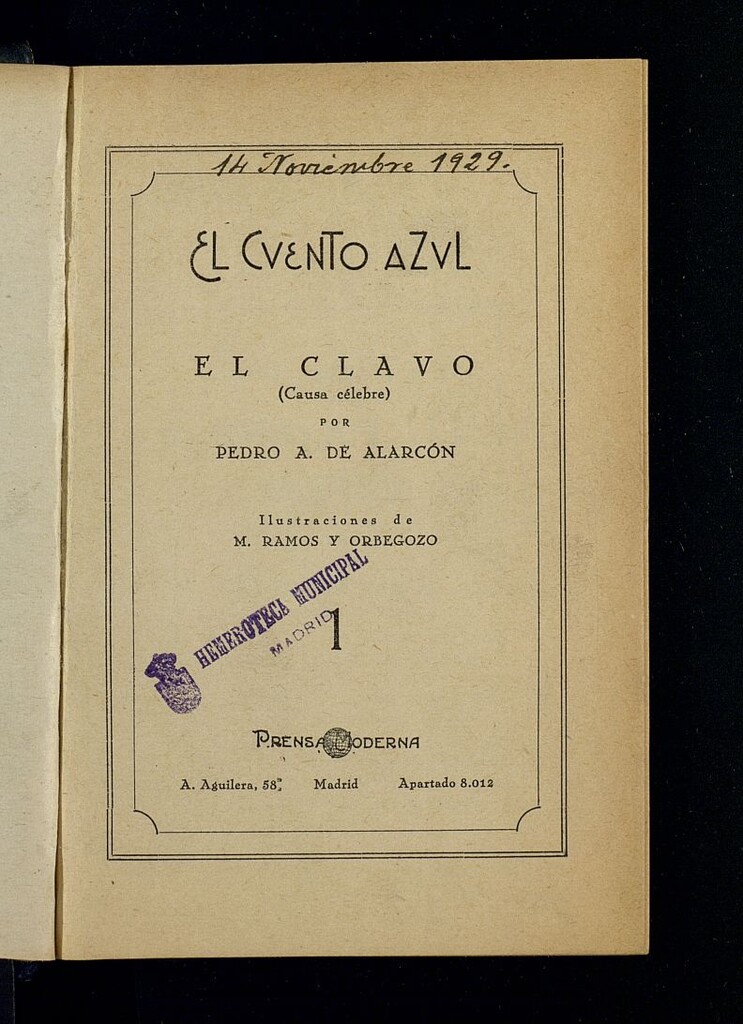 14 Noviembre 1929.
EL CVENTO AZVL
EL CLAVO
(Causa célebre)
POR
PEDRO A. DE ALARCÓN
Ilustraciones de
M. RAMOS Y ORBEGOZO
HEMEROTECA MUNICIPAL
MADRID
1
PRENSA MODERNA
A. Aguilera, 58 Madrid Apartado 8.012